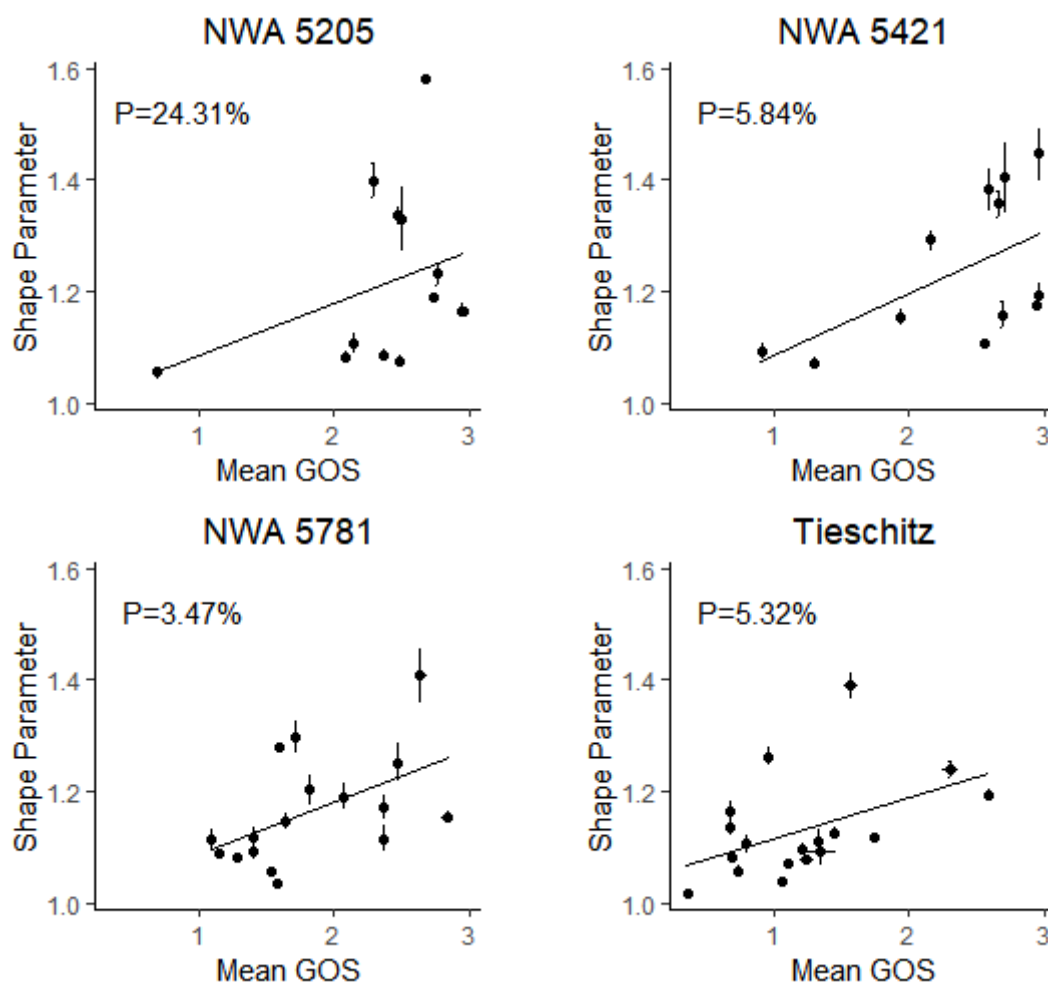 NWA 5205
1.6
P=24.31%
1.4
1.2
1.0
Shape Parameter
1
2
3
Mean GOS
NWA 5421
1.6
P=5.84%
1.4
1.2
1.0
Shape Parameter
1
2
3
Mean GOS
NWA 5781
1.6
P=3.47%
1.4
1.2
1.0
Shape Parameter
1
2
3
Mean GOS
Tieschitz
1.6
P=5.32%
1.4
1.2
1.0
Shape Parameter
1
2
3
Mean GOS